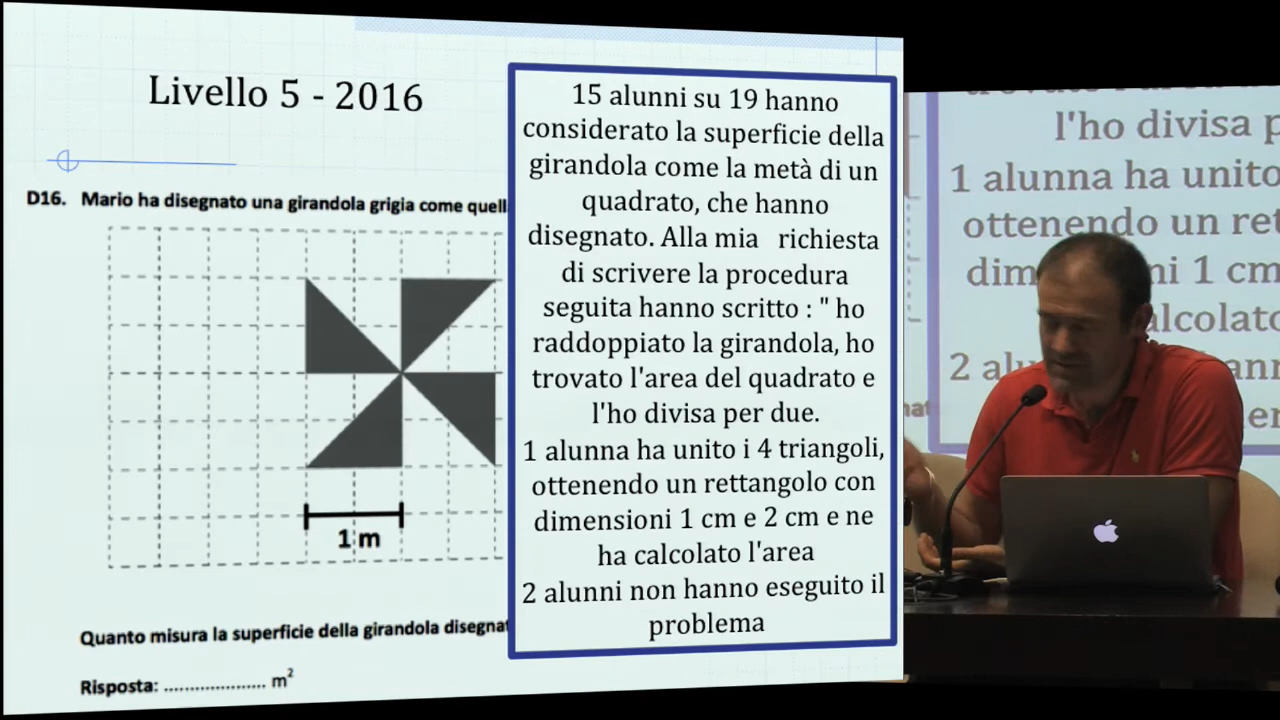 Livello 5 - 2016
D16. Mario ha disegnato una girandola grigia come quell
1 m
Quanto misura la superficie della girandola disegnat
Risposta: ..................... m²
15 alunni su 19 hanno
considerato la superficie della
girandola come la metà di un
quadrato, che hanno
disegnato. Alla mia richiesta
di scrivere la procedura
seguita hanno scritto : " ho
raddoppiato la girandola, ho
trovato l'area del quadrato e
l'ho divisa per due.
1 alunna ha unito i 4 triangoli,
ottenendo un rettangolo con
dimensioni 1 cm e 2 cm e ne
ha calcolato l'area
2 alunni non hanno eseguito il
problema
l'ho divisa p
1 alunna ha unito
ottenendo un ret
dim ni 1 cm
alcolato
2 al